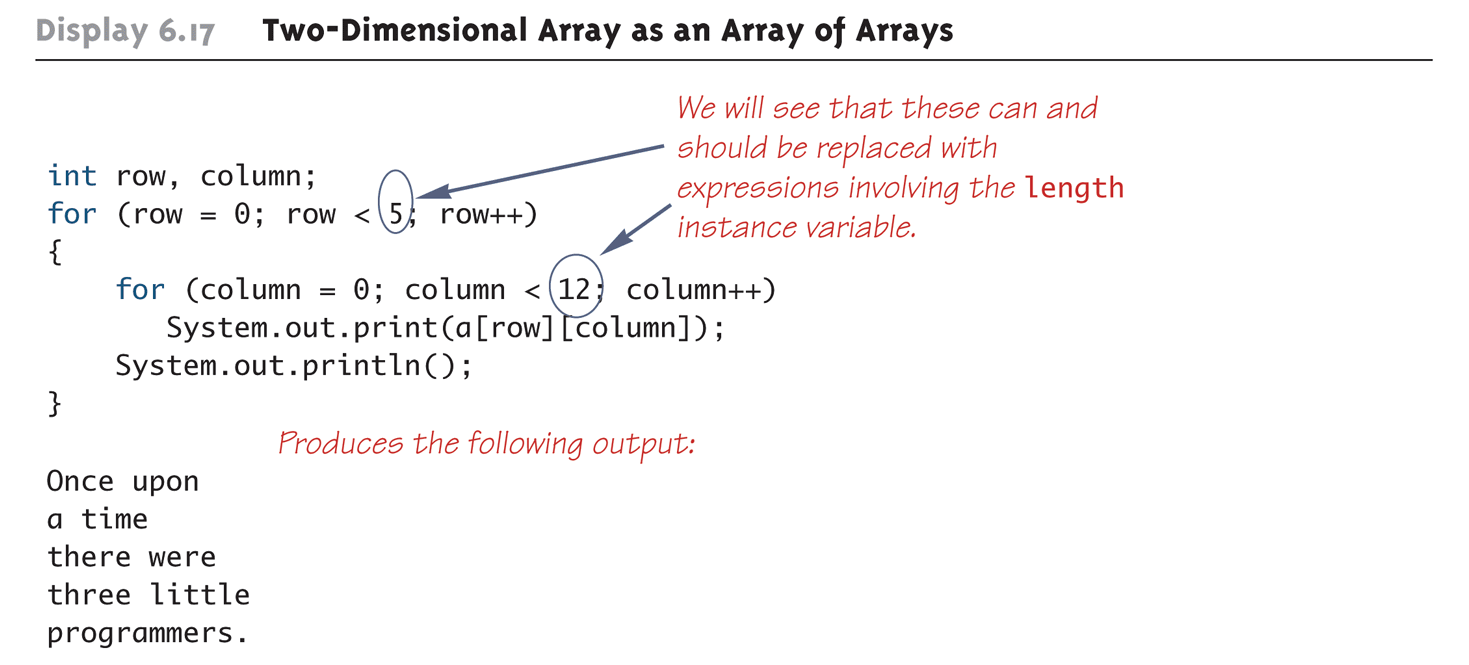 Display 6.17 Two-Dimensional Array as an Array of Arrays
We will see that these can and
should be replaced with
expressions involving the length
instance variable.
int row, column;
for (row = 0; row < 5; row++)
{
for (column = 0; column < 12; column++)
System.out.print(a[row][column]);
System.out.println();
}
Produces the following output:
Once upon
a time
there were
three little
programmers.